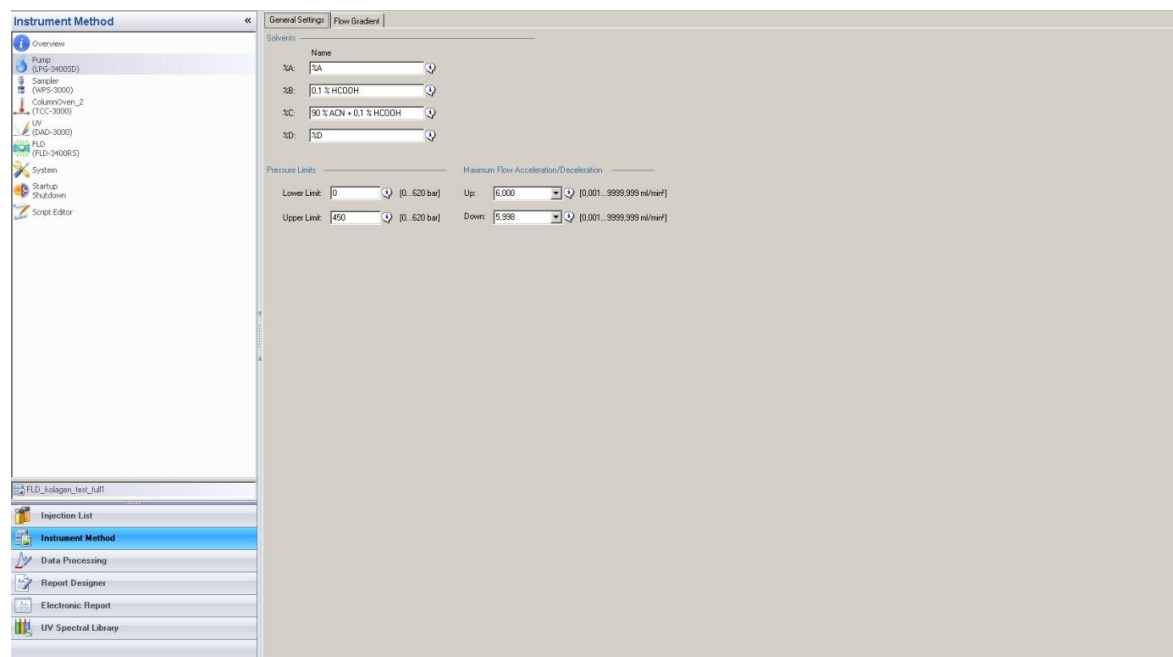 Instrument Method «
Overview
Pump
(LPG-3400SD)
Sampler
(WPS-3000)
ColumnOven_2
(TCC-3000)
UV
(DAD-3000)
FLD
(FLD-3400RS)
System
Startup
Shutdown
Script Editor
FLD_kolagen_test_full1
Injection List
Instrument Method
Data Processing
Report Designer
Electronic Report
UV Spectral Library
General Settings Flow Gradient
Solvents
Name
%A: %A
%B: 0,1 % HCOOH
%C: 90 % ACN + 0,1 % HCOOH
%D: %D
Pressure Limits Maximum Flow Acceleration/Deceleration
Lower Limit: 0 [0...620 bar] Up: 6,000 [0,001...9999,999 ml/min²]
Upper Limit: 450 [0...620 bar] Down: 5,998 [0,001...9999,999 ml/min²]